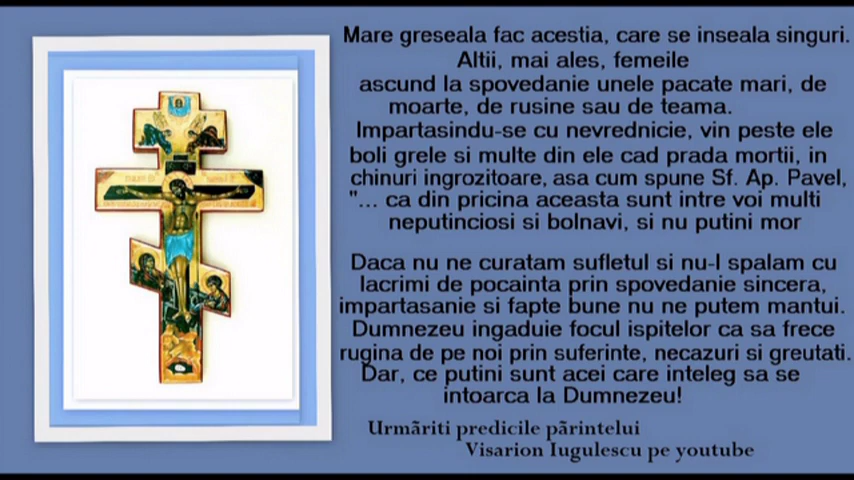 Mare greseala fac acestia, care se inseala singuri.
Altii, mai ales, femeile
ascund la spovedanie unele pacate mari, de
moarte, de rusine sau de teama.
Impartasindu-se cu nevrednicie, vin peste ele
boli grele si multe din ele cad prada mortii, in
chinuri ingrozitoare, asa cum spune Sf. Ap. Pavel,
"... ca din pricina aceasta sunt intre voi multi
neputinciosi si bolnavi, si nu putini mor
Daca nu ne curatam sufletul si nu-l spalam cu
lacrimi de pocainta prin spovedanie sincera,
impartasanie si fapte bune nu ne putem mantui.
Dumnezeu ingaduie focul ispitelor ca sa frece
rugina de pe noi prin suferinte, necazuri si greutati.
Dar, ce putini sunt acei care inteleg sa se
intoarca la Dumnezeu!
Urmãriti predicile pãrintelui
Visarion Iugulescu pe youtube